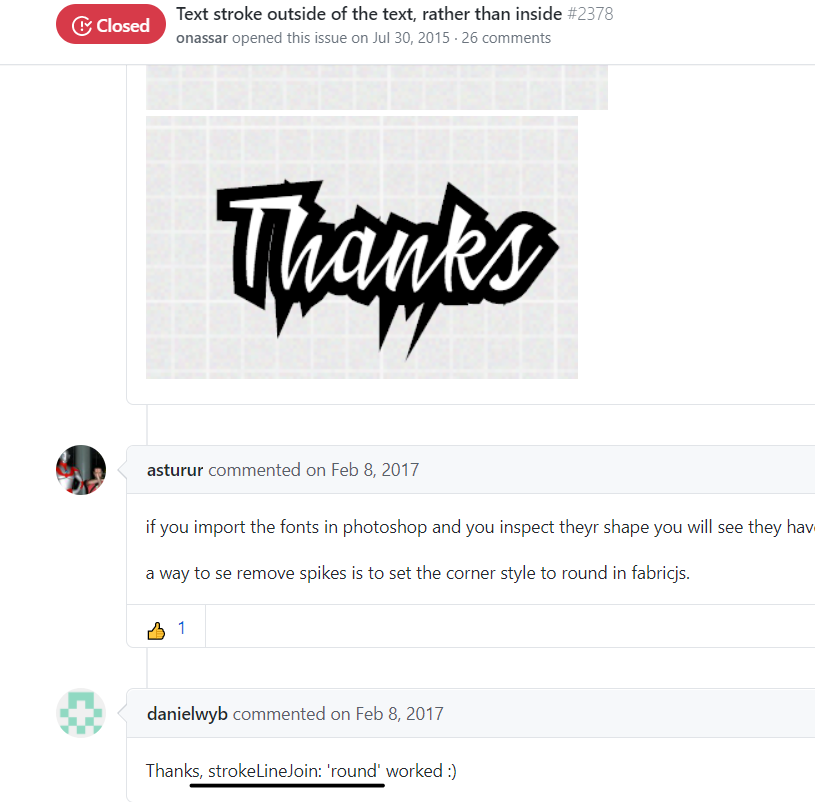 Closed
Text stroke outside of the text, rather than inside #2378
onassar opened this issue on Jul 30, 2015 · 26 comments
Thanks
asturur commented on Feb 8, 2017
if you import the fonts in photoshop and you inspect theyr shape you will see they hav
a way to se remove spikes is to set the corner style to round in fabricjs.
👍 1
danielwyb commented on Feb 8, 2017
Thanks, strokeLineJoin: 'round' worked :)